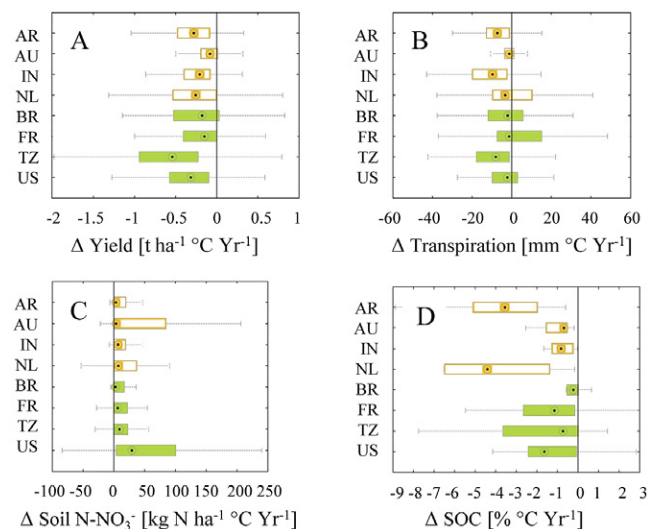 A
AR
AU
IN
NL
BR
FR
TZ
US
-2 -1 -0.5 0 0.5 1
Δ Yield [t ha⁻¹ °C Yr⁻¹]
B
AR
AU
IN
NL
BR
FR
TZ
US
-60 -40 -20 0 20 40 60
Δ Transpiration [mm °C Yr⁻¹]
C
AR
AU
IN
NL
BR
FR
TZ
US
-100 -50 0 50 100 150 200 250
Δ Soil N-NO₃⁻ [kg N ha⁻¹ °C Yr⁻¹]
D
AR
AU
IN
NL
BR
FR
TZ
US
-9 -8 -7 -6 -5 -4 -3 -2 -1 1 2 3
Δ SOC [% °C Yr⁻¹]